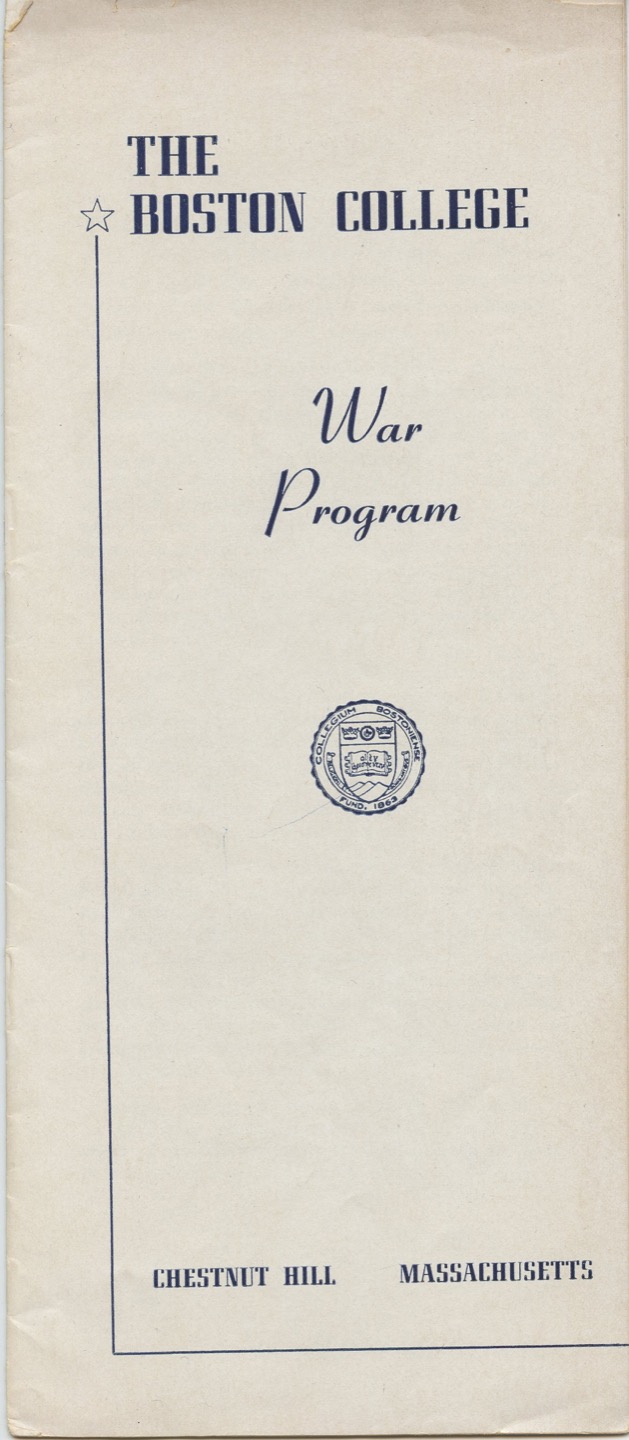 THE
BOSTON COLLEGE
War
Program
COLLEGIUM BOSTONIENSE
FUND. 1863
CHESTNUT HILL MASSACHUSETTS